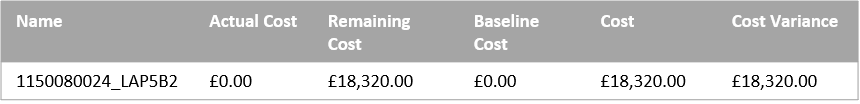 Name Actual Cost Remaining Cost Baseline Cost Cost Cost Variance
1150080024_LAP5B2 £0.00 £18,320.00 £0.00 £18,320.00 £18,320.00